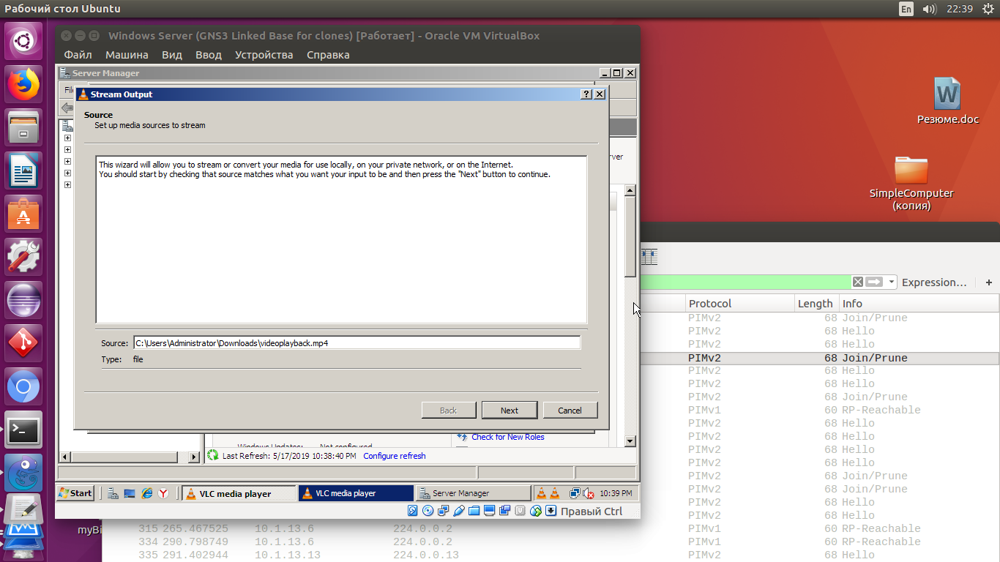 Рабочий стол Ubuntu
En
22:39
Windows Server (GNS3 Linked Base for clones) [Работает] - Oracle VM VirtualBox
Файл Машина Вид Ввод Устройства Справка
Server Manager
Stream Output
Source
Set up media sources to stream
This wizard will allow you to stream or convert your media for use locally, on your private network, or on the Internet.
You should start by checking that source matches what you want your input to be and then press the "Next" button to continue.
Source: C:\Users\Administrator\Downloads\videoplayback.mp4
Type: file
Back Next Cancel
Check for New Roles
Last Refresh: 5/17/2019 10:38:40 PM Configure refresh
Start
VLC media player
VLC media player
Server Manager
10:39 PM
Правый Ctrl
Резюме.doc
SimpleComputer
(копия)
Expression… +
Protocol Length Info
PIMv2 68 Join/Prune
PIMv2 68 Hello
PIMv2 68 Hello
PIMv2 68 Join/Prune
PIMv2 68 Hello
PIMv2 68 Hello
PIMv2 68 Join/Prune
PIMv1 60 RP-Reachable
PIMv2 68 Hello
PIMv2 68 Hello
PIMv2 68 Hello
PIMv2 68 Hello
PIMv2 68 Join/Prune
PIMv2 68 Join/Prune
PIMv2 68 Hello
PIMv2 68 Hello
315 265.467525 10.1.13.6 224.0.0.2 PIMv1 60 RP-Reachable
334 290.798749 10.1.13.6 224.0.0.2 PIMv1 60 RP-Reachable
335 291.402944 10.1.13.13 224.0.0.13 PIMv2 68 Hello